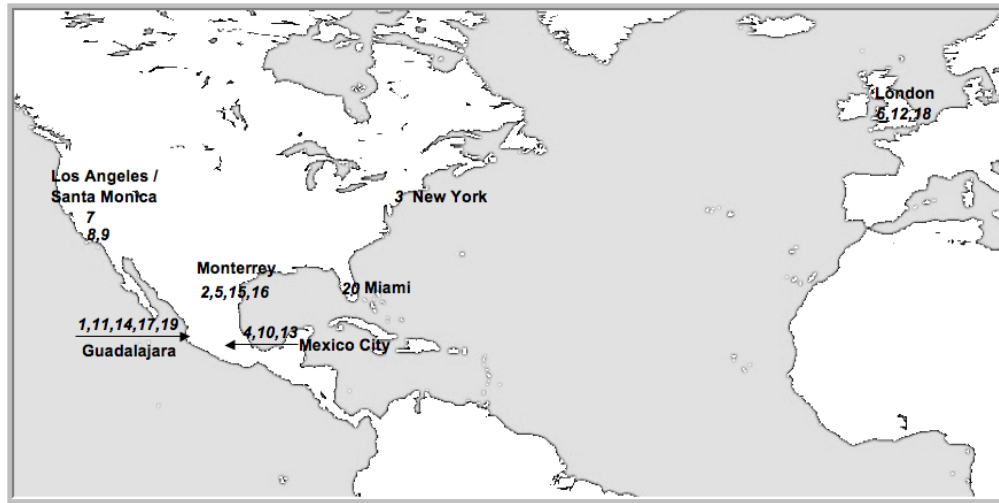 London
6,12,18
Los Angeles /
Santa Monica
7
8,9
3 New York
Monterrey
2,5,15,16
20 Miami
1,11,14,17,19
Guadalajara
4,10,13
Mexico City